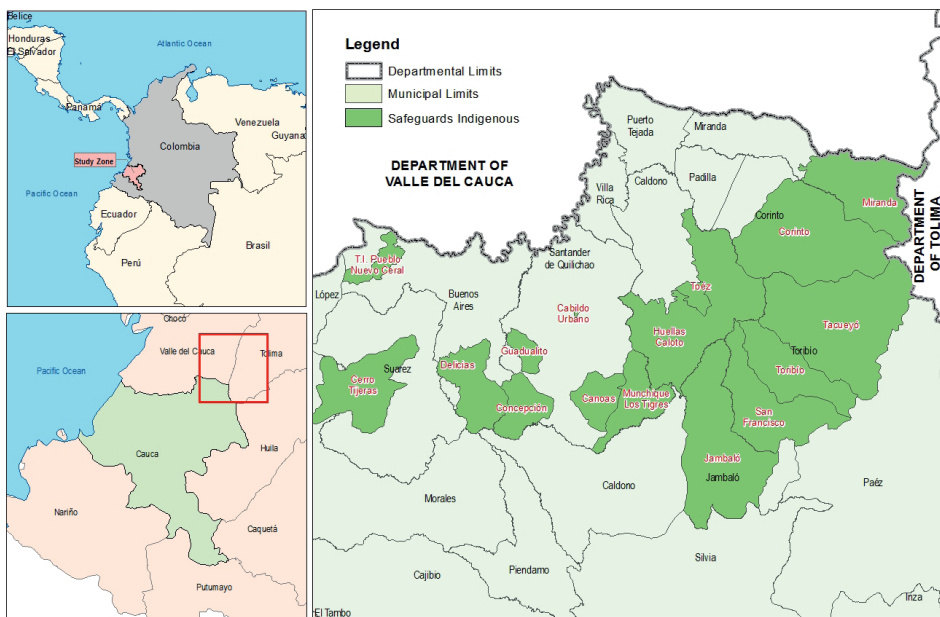 Belice
Honduras
El Salvador
Atlantic Ocean
Panamá
Venezuela
Guyana
Colombia
Study Zone
Pacific Ocean
Ecuador
Perú
Brasil
Chocó
Valle del Cauca
Tolima
Pacific Ocean
Cauca
Huila
Nariño
Caquetá
Putumayo
Legend
Departmental Limits
Municipal Limits
Safeguards Indigenous
DEPARTMENT OF
VALLE DEL CAUCA
DEPARTMENT
OF TOLIMA
Puerto
Tejada
Miranda
Villa
Rica
Caldono
Padilla
Miranda
Corinto
Corinto
T.I. Pueblo
Nuevo Ceral
Santander
de Quilichao
López
Buenos
Aires
Toez
Cabildo
Urbano
Huellas
Caloto
Tacueyó
Guadualito
Toribio
Toribio
Suarez
Delicias
Cerro
Tijeras
Canoas
Munchique
Los Tigres
Concepción
San
Francisco
Jambaló
Jambaló
Caldono
Paéz
Morales
Silvia
Piendamo
Cajibio
Inza
El Tambo